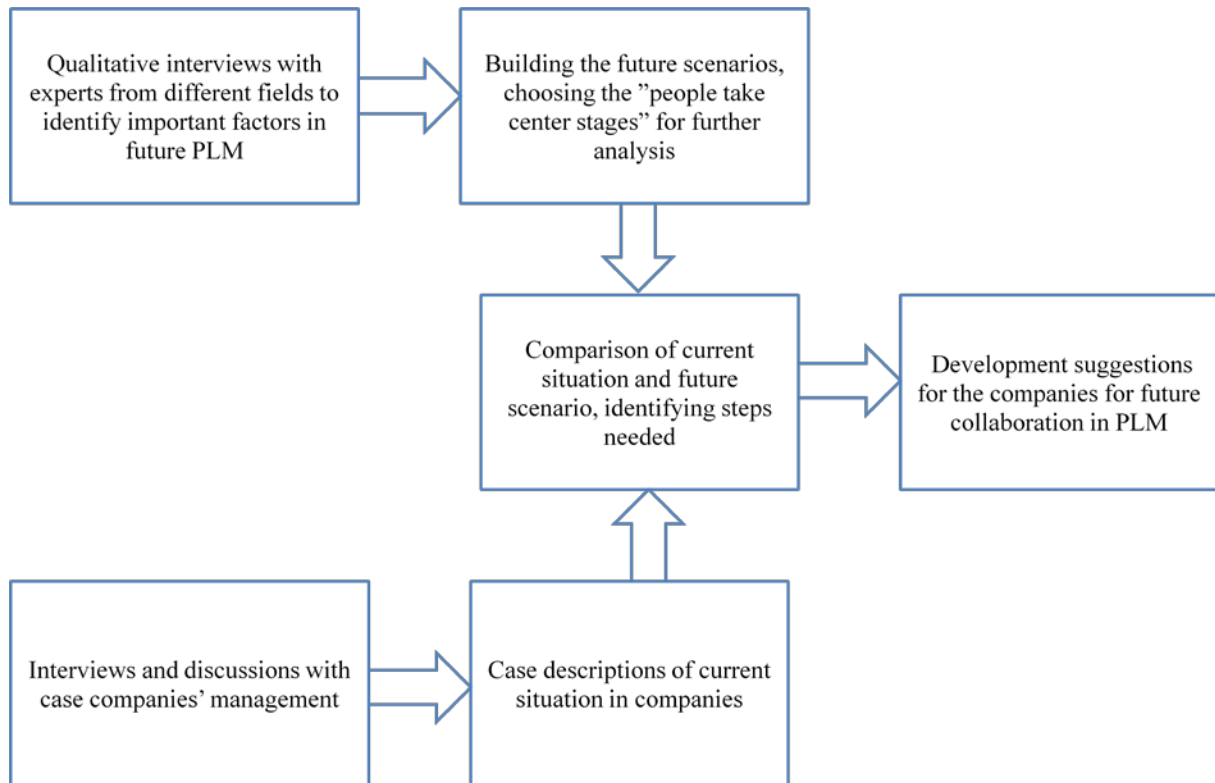 Qualitative interviews with
experts from different fields to
identify important factors in
future PLM
Building the future scenarios,
choosing the ”people take
center stages” for further
analysis
Comparison of current
situation and future
scenario, identifying steps
needed
Development suggestions
for the companies for future
collaboration in PLM
Interviews and discussions with
case companies’ management
Case descriptions of current
situation in companies